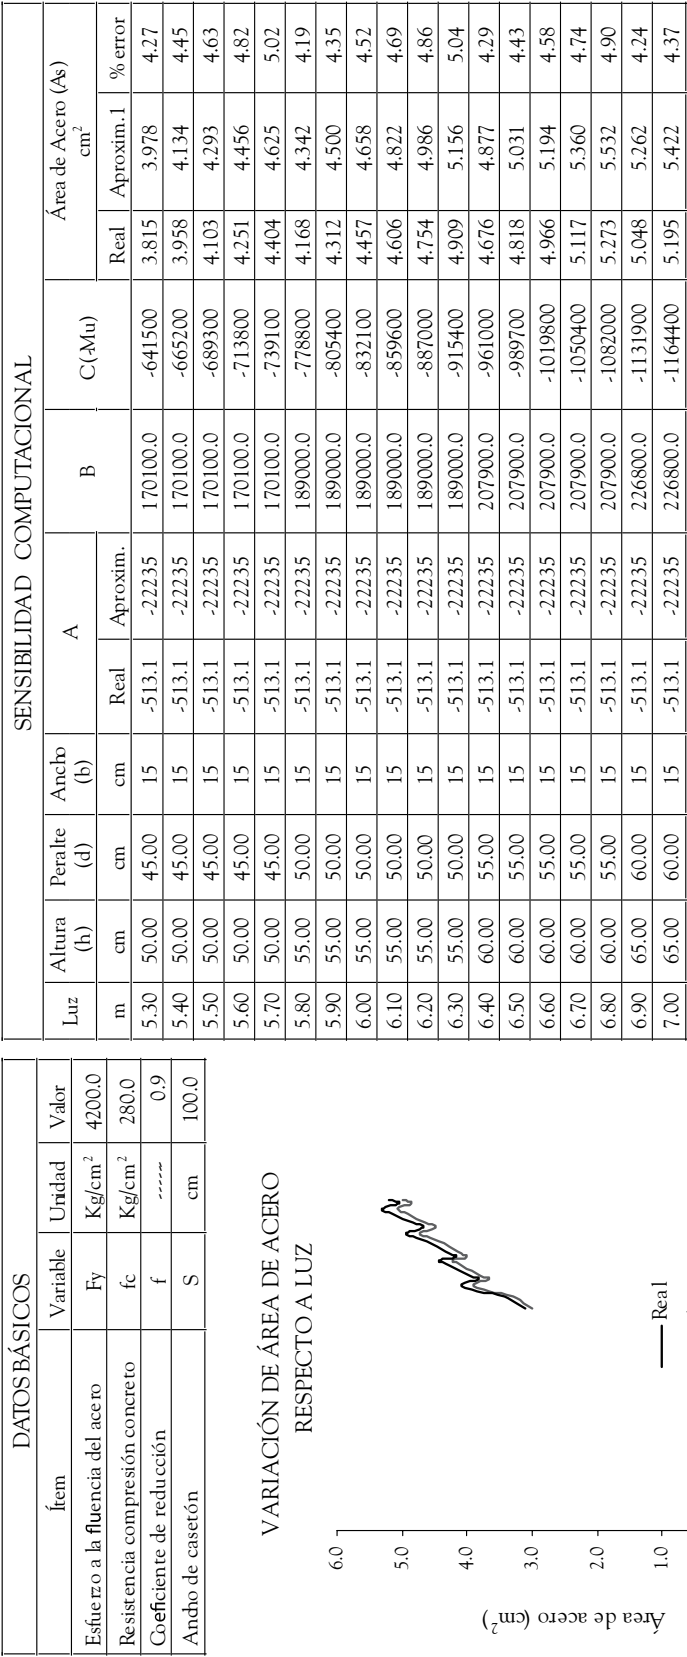 DATOS BÁSICOS
Ítem Variable Unidad Valor
Esfuerzo a la fluencia del acero Fy Kg/cm² 4200.0
Resistencia compresión concreto fc Kg/cm² 280.0
Coeficiente de reducción f ----- 0.9
Ancho de casetón S cm 100.0
VARIACIÓN DE ÁREA DE ACERO
RESPECTO A LUZ
Área de acero (cm²)
6.0
5.0
4.0
3.0
2.0
1.0
Real
SENSIBILIDAD COMPUTACIONAL
Luz Altura (h) Peralte (d) Ancho (b) A B C(-Mu) Área de Acero (As) cm²
m cm cm cm Real Aproxim. Real Aproxim.1 % error
5.30 50.00 45.00 15 -513.1 -22235 170100.0 -641500 3.815 3.978 4.27
5.40 50.00 45.00 15 -513.1 -22235 170100.0 -665200 3.958 4.134 4.45
5.50 50.00 45.00 15 -513.1 -22235 170100.0 -689300 4.103 4.293 4.63
5.60 50.00 45.00 15 -513.1 -22235 170100.0 -713800 4.251 4.456 4.82
5.70 50.00 45.00 15 -513.1 -22235 170100.0 -739100 4.404 4.625 5.02
5.80 55.00 50.00 15 -513.1 -22235 189000.0 -778800 4.168 4.342 4.19
5.90 55.00 50.00 15 -513.1 -22235 189000.0 -805400 4.312 4.500 4.35
6.00 55.00 50.00 15 -513.1 -22235 189000.0 -832100 4.457 4.658 4.52
6.10 55.00 50.00 15 -513.1 -22235 189000.0 -859600 4.606 4.822 4.69
6.20 55.00 50.00 15 -513.1 -22235 189000.0 -887000 4.754 4.986 4.86
6.30 55.00 50.00 15 -513.1 -22235 189000.0 -915400 4.909 5.156 5.04
6.40 60.00 55.00 15 -513.1 -22235 207900.0 -961000 4.676 4.877 4.29
6.50 60.00 55.00 15 -513.1 -22235 207900.0 -989700 4.818 5.031 4.43
6.60 60.00 55.00 15 -513.1 -22235 207900.0 -1019800 4.966 5.194 4.58
6.70 60.00 55.00 15 -513.1 -22235 207900.0 -1050400 5.117 5.360 4.74
6.80 60.00 55.00 15 -513.1 -22235 207900.0 -1082000 5.273 5.532 4.90
6.90 65.00 60.00 15 -513.1 -22235 226800.0 -1131900 5.048 5.262 4.24
7.00 65.00 60.00 15 -513.1 -22235 226800.0 -1164400 5.195 5.422 4.37